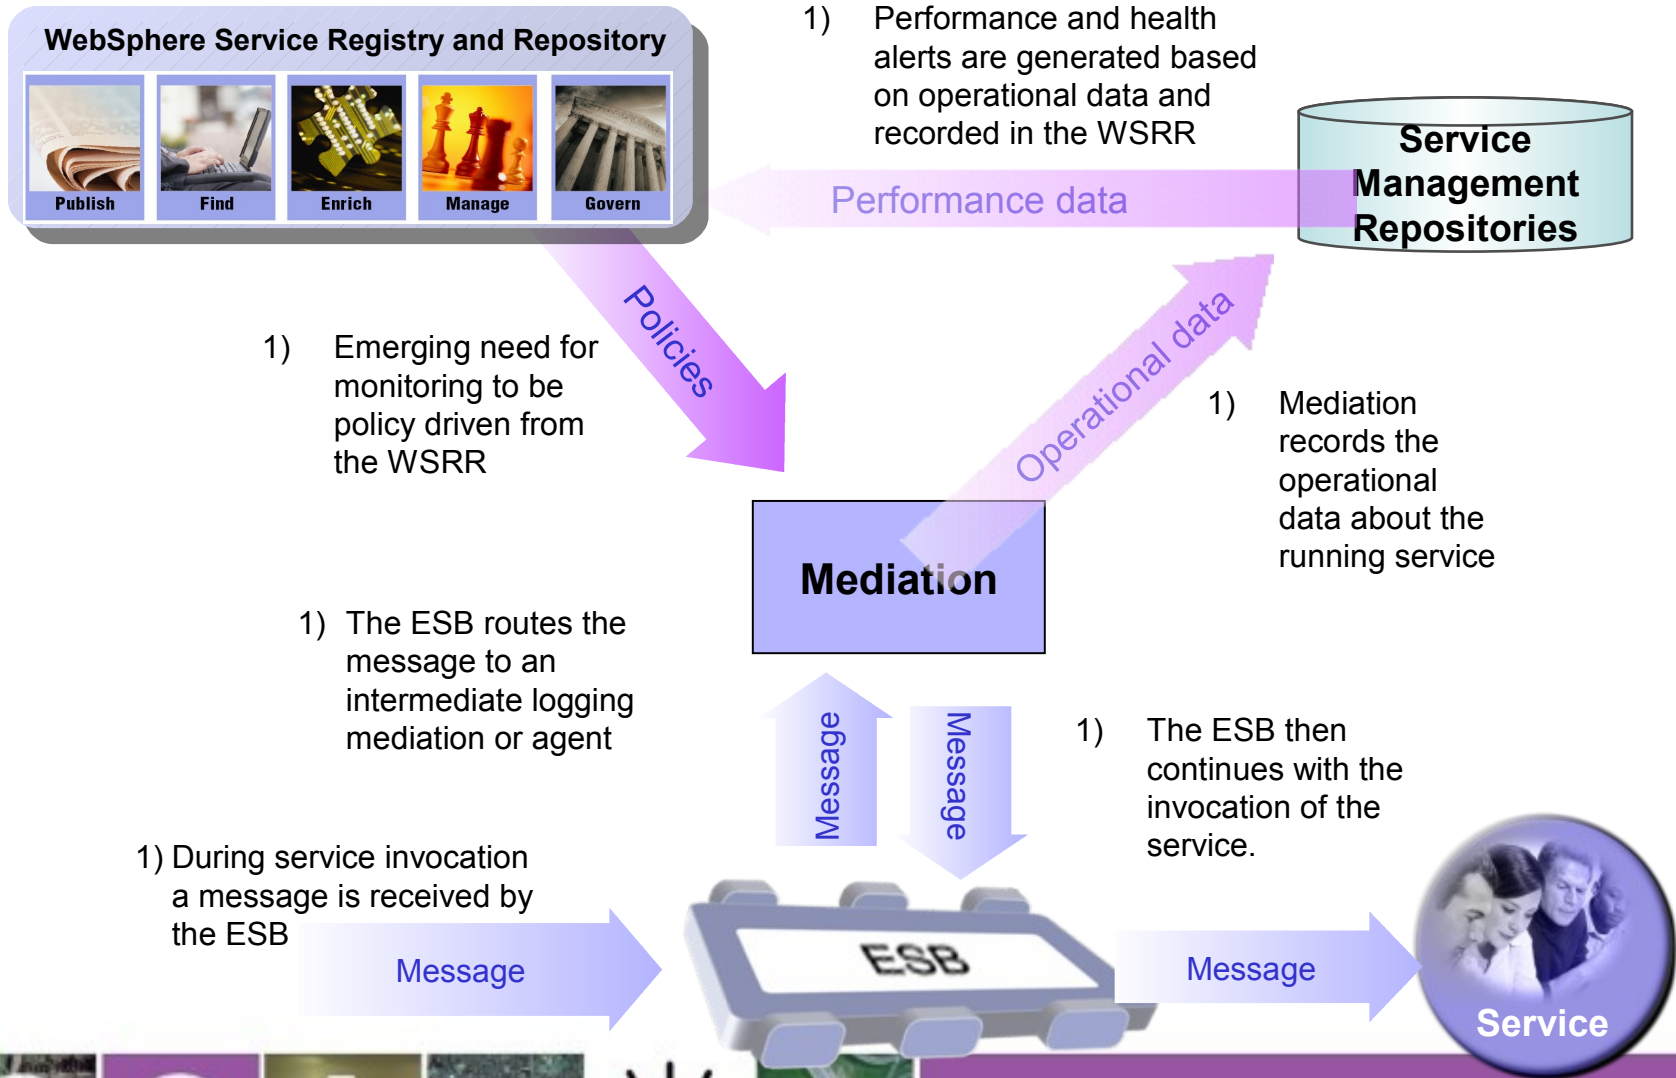 WebSphere Service Registry and Repository
Publish
Find
Enrich
Manage
Govern
1) Performance and health
alerts are generated based
on operational data and
recorded in the WSRR
Service
Management
Repositories
Performance data
Policies
Operational data
1) Emerging need for
monitoring to be
policy driven from
the WSRR
1) Mediation
records the
operational
data about the
running service
Mediation
1) The ESB routes the
message to an
intermediate logging
mediation or agent
Message
Message
1) The ESB then
continues with the
invocation of the
service.
1) During service invocation
a message is received by
the ESB
Message
ESB
Message
Service